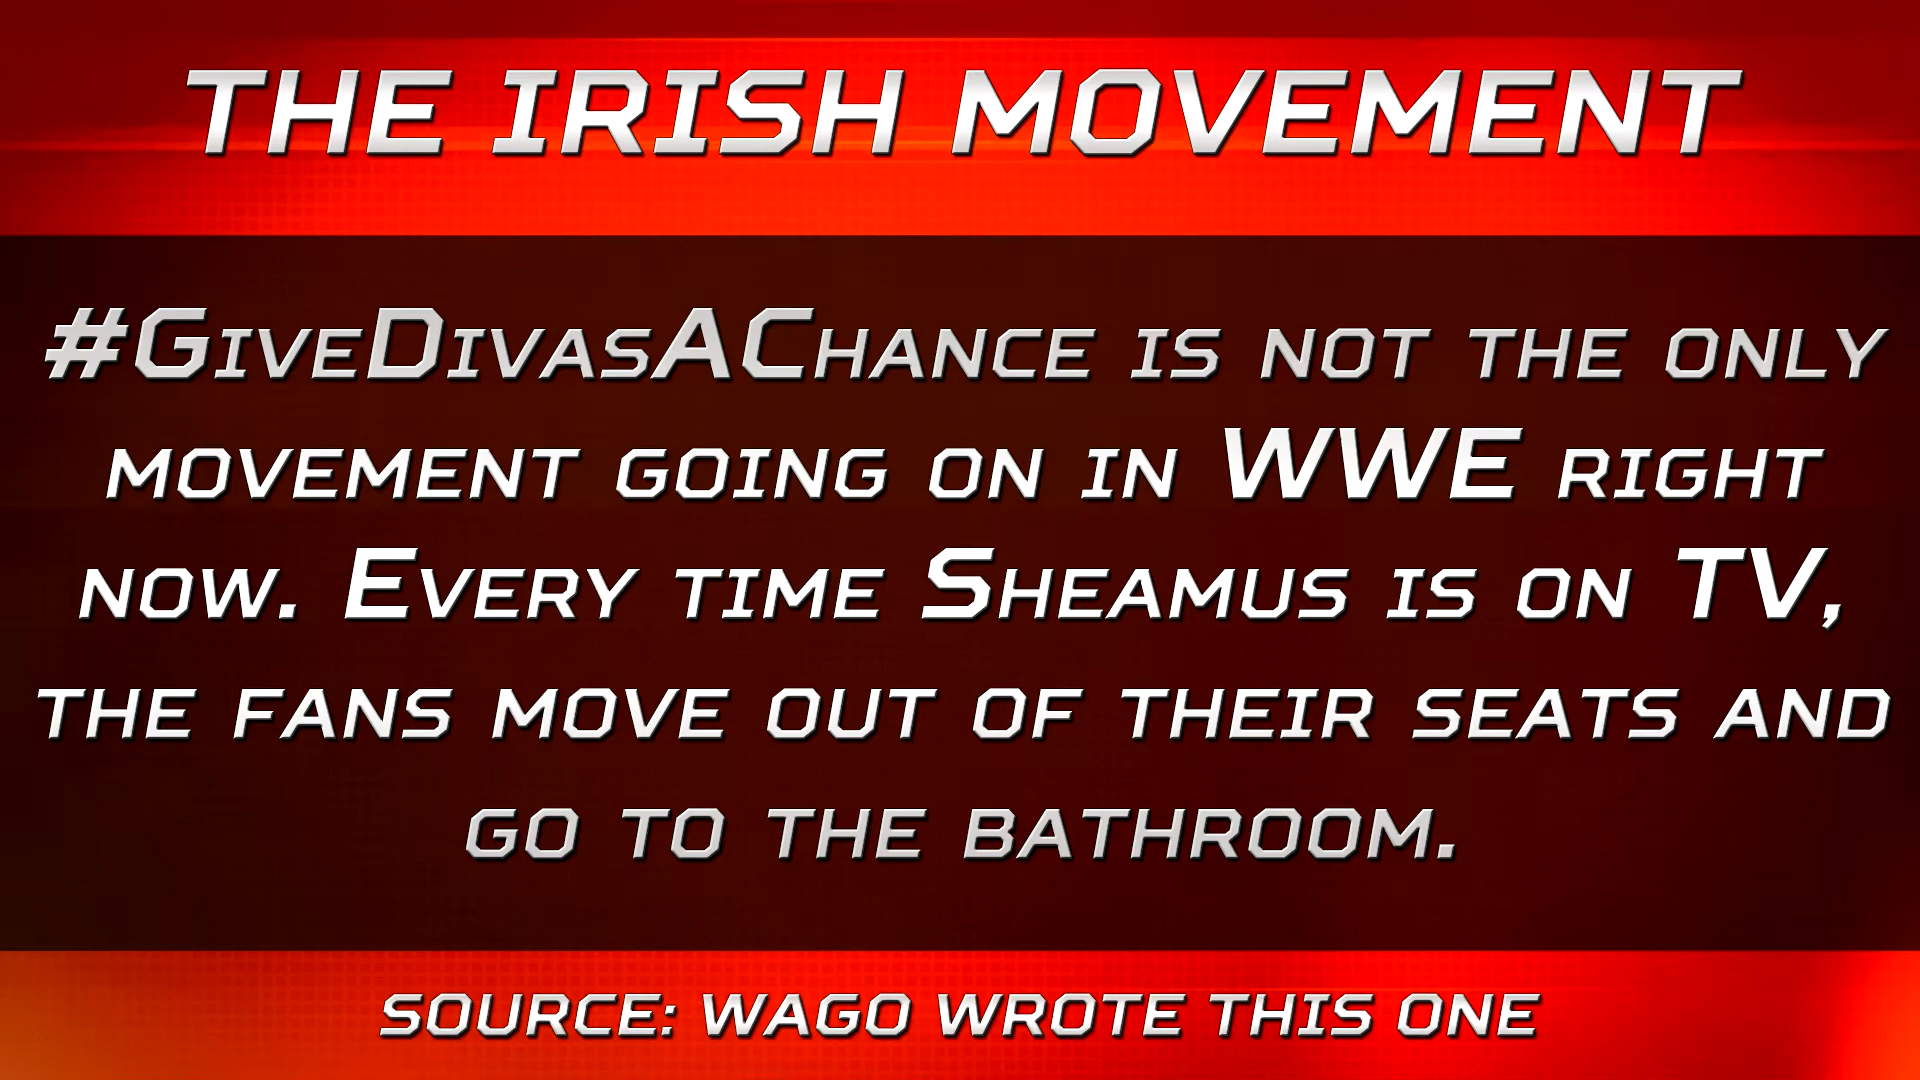 THE IRISH MOVEMENT
#GiveDivasAChance is not the only
movement going on in WWE right
now. Every time Sheamus is on TV,
the fans move out of their seats and
go to the bathroom.
SOURCE: WAGO WROTE THIS ONE